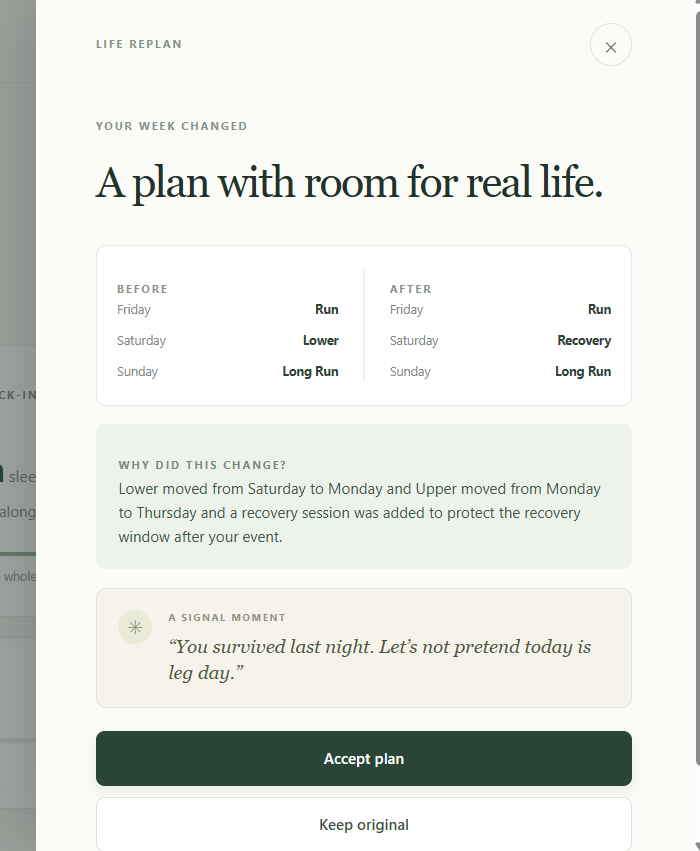 LIFE REPLAN
YOUR WEEK CHANGED
A plan with room for real life.
BEFORE
Friday Run
Saturday Lower
Sunday Long Run
AFTER
Friday Run
Saturday Recovery
Sunday Long Run
WHY DID THIS CHANGE?
Lower moved from Saturday to Monday and Upper moved from Monday
to Thursday and a recovery session was added to protect the recovery
window after your event.
A SIGNAL MOMENT
“You survived last night. Let’s not pretend today is
leg day.”
Accept plan
Keep original
along
whole